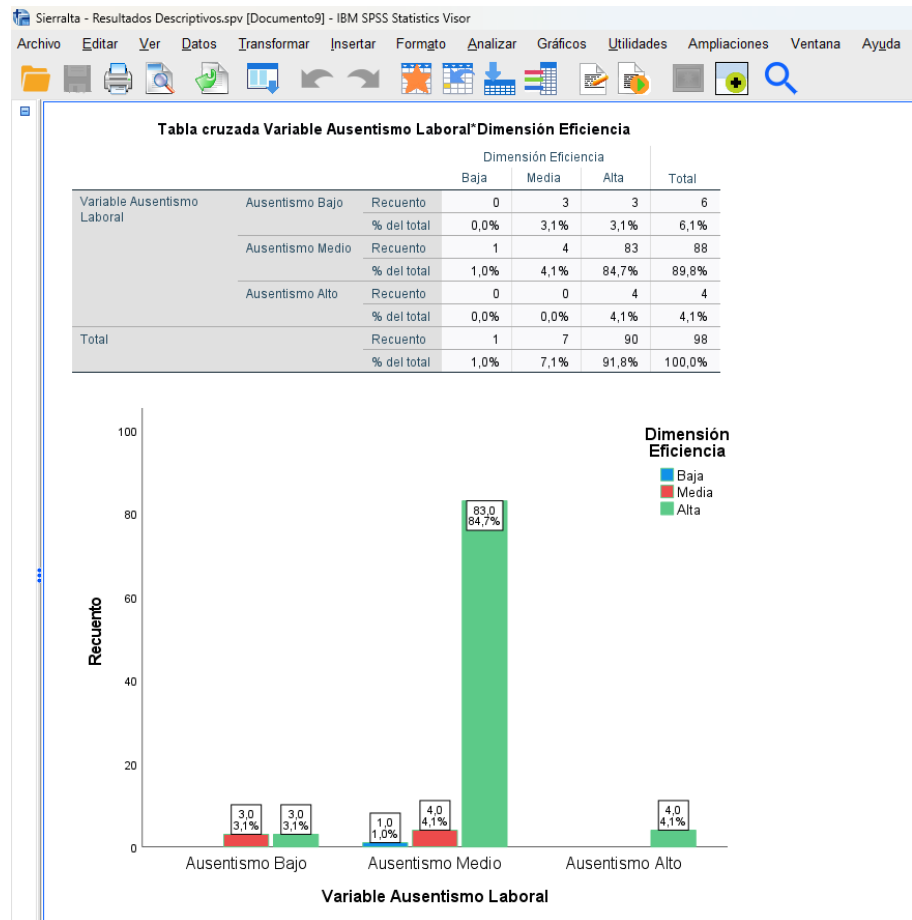 Sierralta - Resultados Descriptivos.spv [Documento9] - IBM SPSS Statistics Visor
Archivo Editar Ver Datos Transformar Insertar Formato Analizar Gráficos Utilidades Ampliaciones Ventana Ayuda
Tabla cruzada Variable Ausentismo Laboral*Dimensión Eficiencia
Dimensión Eficiencia
Baja Media Alta Total
Variable Ausentismo Laboral Ausentismo Bajo Recuento 0 3 3 6
% del total 0,0% 3,1% 3,1% 6,1%
Ausentismo Medio Recuento 1 4 83 88
% del total 1,0% 4,1% 84,7% 89,8%
Ausentismo Alto Recuento 0 0 4 4
% del total 0,0% 0,0% 4,1% 4,1%
Total Recuento 1 7 90 98
% del total 1,0% 7,1% 91,8% 100,0%
Dimensión
Eficiencia
Baja
Media
Alta
Recuento
100
80
60
40
20
0
3,0
3,1%
3,0
3,1%
1,0
1,0%
4,0
4,1%
83,0
84,7%
4,0
4,1%
Ausentismo Bajo Ausentismo Medio Ausentismo Alto
Variable Ausentismo Laboral